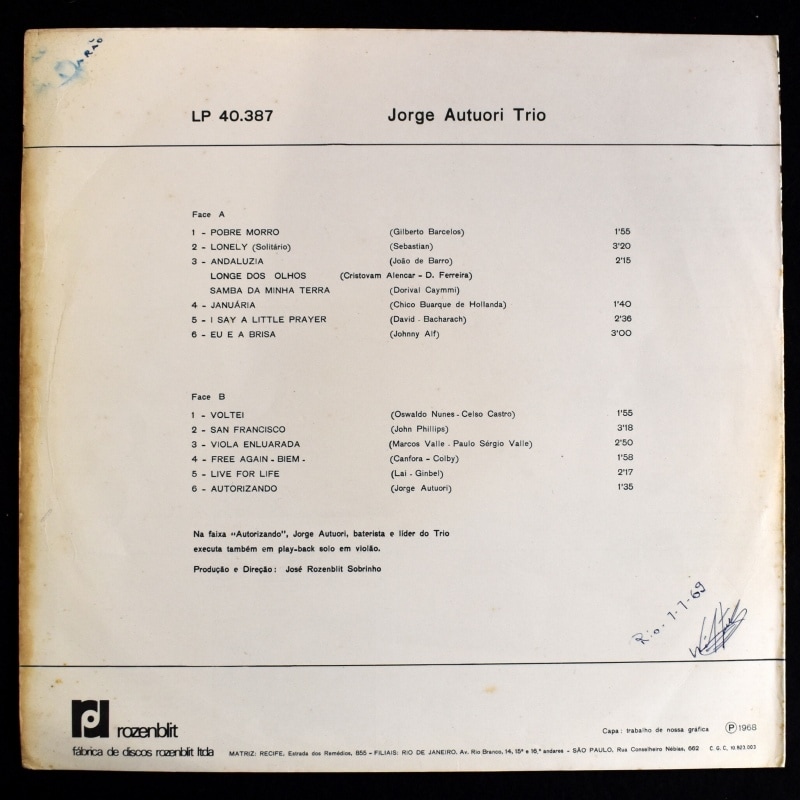 LP 40.387 Jorge Autuori Trio
Face A
1 - POBRE MORRO (Gilberto Barcelos) 1'55
2 - LONELY (Solitário) (Sebastian) 3'20
3 - ANDALUZIA (João de Barro) 2'15
LONGE DOS OLHOS (Cristovam Alencar - D. Ferreira)
SAMBA DA MINHA TERRA (Dorival Caymmi)
4 - JANUÁRIA (Chico Buarque de Hollanda) 1'40
5 - I SAY A LITTLE PRAYER (David - Bacharach) 2'36
6 - EU E A BRISA (Johnny Alf) 3'00
Face B
1 - VOLTEI (Oswaldo Nunes - Celso Castro) 1'55
2 - SAN FRANCISCO (John Phillips) 3'18
3 - VIOLA ENLUARADA (Marcos Valle - Paulo Sérgio Valle) 2'50
4 - FREE AGAIN - BIEM - (Canfora - Colby) 1'58
5 - LIVE FOR LIFE (Lai - Ginbel) 2'17
6 - AUTORIZANDO (Jorge Autuori) 1'35
Na faixa "Autorizando", Jorge Autuori, baterista e líder do Trio
executa também em play-back solo em violão.
Produção e Direção: José Rozenblit Sobrinho
Rio - 7-7-69
rozenblit
Capa: trabalho de nossa gráfica Ⓟ 1968
fábrica de discos rozenblit ltda MATRIZ: RECIFE, Estrada dos Remédios, 855 - FILIAIS: RIO DE JANEIRO, Av. Rio Branco, 14, 15º e 16.º andares - SÃO PAULO, Rua Conselheiro Nébias, 662 C. G. C. 10.823.003